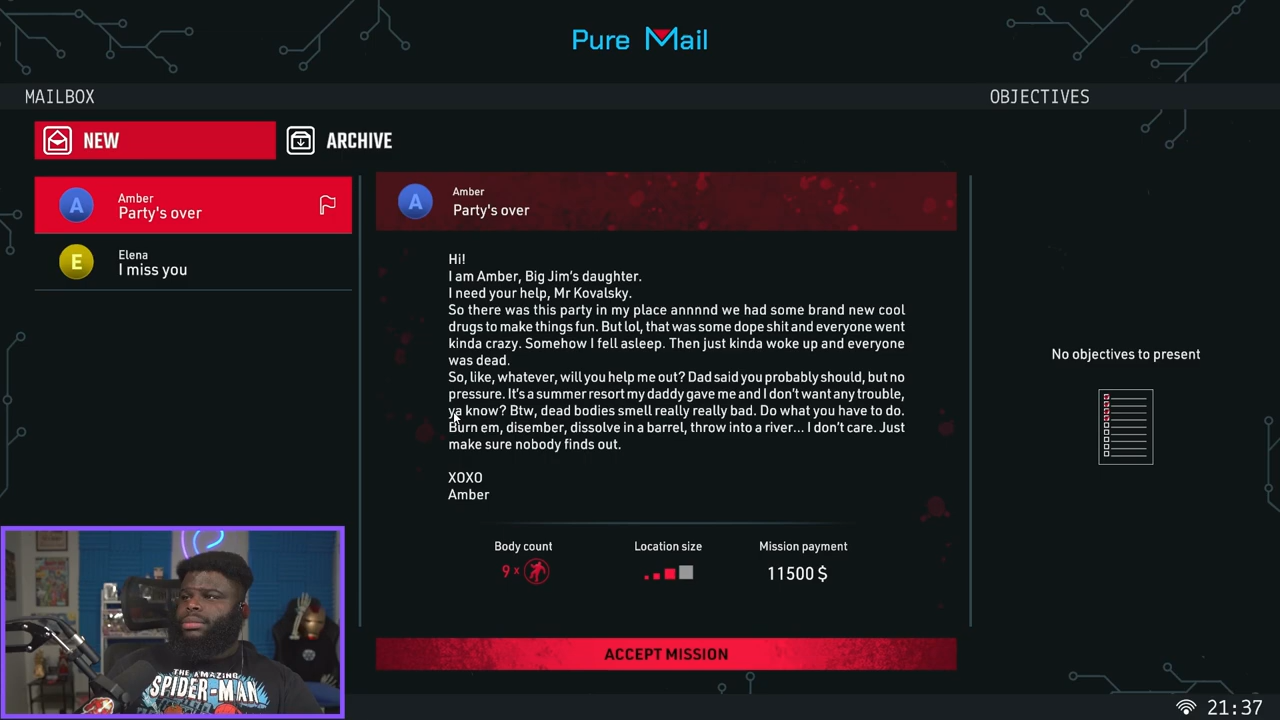 Pure Mail
MAILBOX
OBJECTIVES
NEW
ARCHIVE
A
Amber
Party's over
E
Elena
I miss you
A
Amber
Party's over
Hi!
I am Amber, Big Jim's daughter.
I need your help, Mr Kovalsky.
So there was this party in my place annnnd we had some brand new cool
drugs to make things fun. But lol, that was some dope shit and everyone went
kinda crazy. Somehow I fell asleep. Then just kinda woke up and everyone
was dead.
So, like, whatever, will you help me out? Dad said you probably should, but no
pressure. It's a summer resort my daddy gave me and I don't want any trouble,
ya know? Btw, dead bodies smell really really bad. Do what you have to do.
Burn em, disember, dissolve in a barrel, throw into a river... I don't care. Just
make sure nobody finds out.
XOXO
Amber
Body count
Location size
Mission payment
9 x
11500 $
ACCEPT MISSION
No objectives to present
THE AMAZING
SPIDER-MAN
21:37